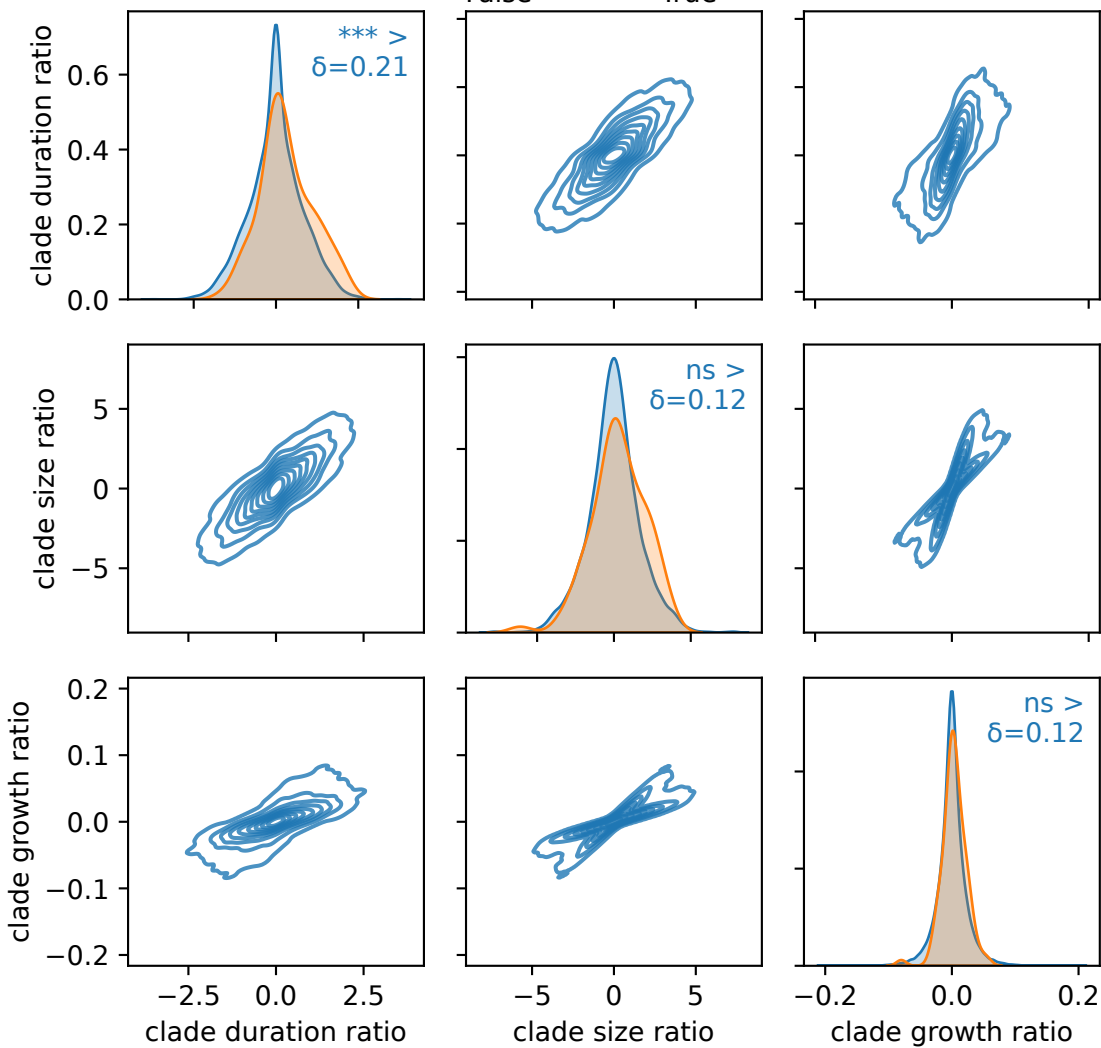 *** >
δ=0.21
clade duration ratio
0.6
0.4
0.2
0.0
ns >
δ=0.12
clade size ratio
5
0
−5
ns >
δ=0.12
clade growth ratio
0.2
0.1
0.0
−0.1
−0.2
−2.5 0.0 2.5
−5 0 5
−0.2 0.0 0.2
clade duration ratio
clade size ratio
clade growth ratio